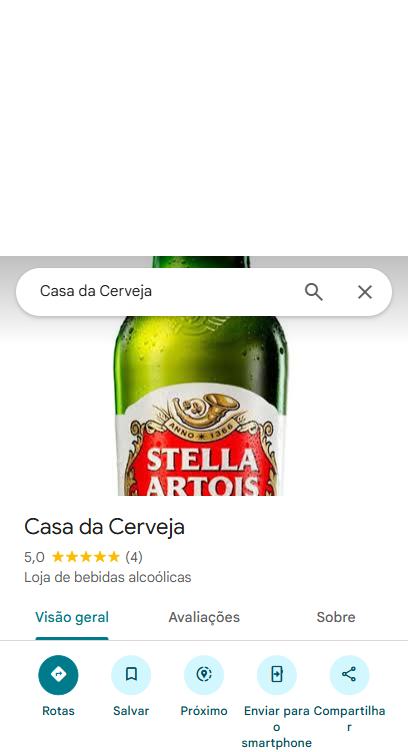 Casa da Cerveja
ANNO 1366
STELLA
ARTOIS
Casa da Cerveja
5,0 (4)
Loja de bebidas alcoólicas
Visão geral Avaliações Sobre
Rotas Salvar Próximo Enviar para o smartphone Compartilhar